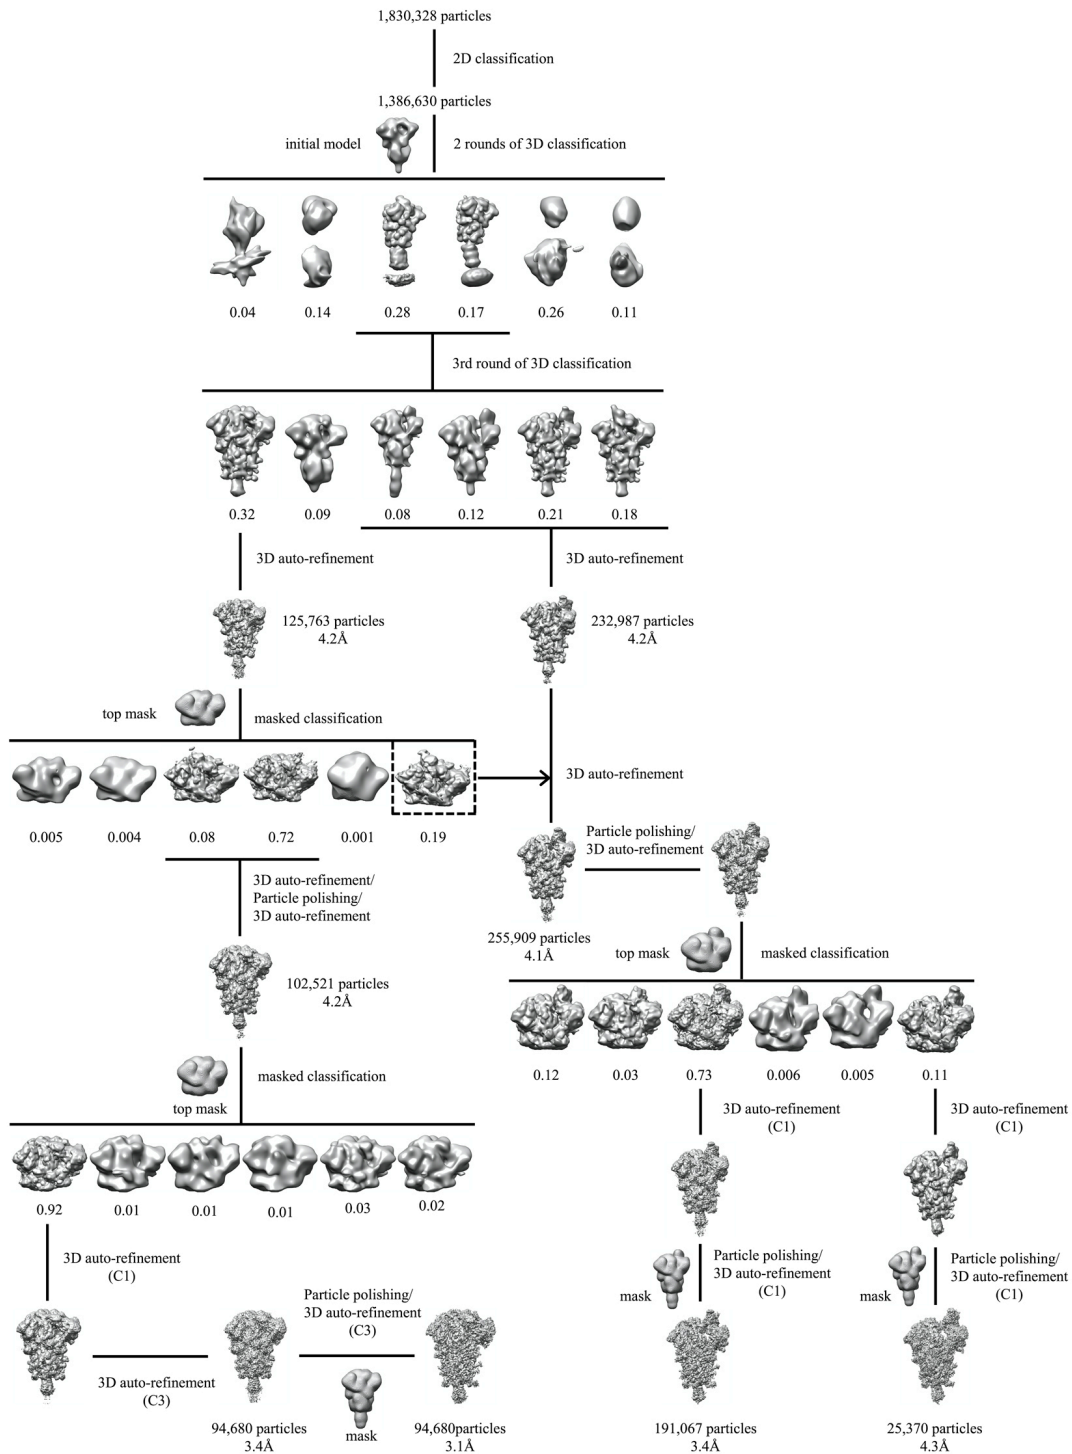 1,830,328 particles
2D classification
1,386,630 particles
initial model
2 rounds of 3D classification
0.04
0.14
0.28
0.17
0.26
0.11
3rd round of 3D classification
0.32
0.09
0.08
0.12
0.21
0.18
3D auto-refinement
3D auto-refinement
125,763 particles
4.2Å
232,987 particles
4.2Å
top mask
masked classification
3D auto-refinement
0.005
0.004
0.08
0.72
0.001
0.19
Particle polishing/
3D auto-refinement
3D auto-refinement/
Particle polishing/
3D auto-refinement
255,909 particles
4.1Å
top mask
masked classification
102,521 particles
4.2Å
0.12
0.03
0.73
0.006
0.005
0.11
masked classification
top mask
3D auto-refinement
(C1)
3D auto-refinement
(C1)
0.92
0.01
0.01
0.01
0.03
0.02
3D auto-refinement
(C1)
Particle polishing/
3D auto-refinement
(C1)
mask
Particle polishing/
3D auto-refinement
(C1)
mask
Particle polishing/
3D auto-refinement
(C3)
3D auto-refinement
(C3)
mask
94,680 particles
3.4Å
94,680particles
3.1Å
191,067 particles
3.4Å
25,370 particles
4.3Å